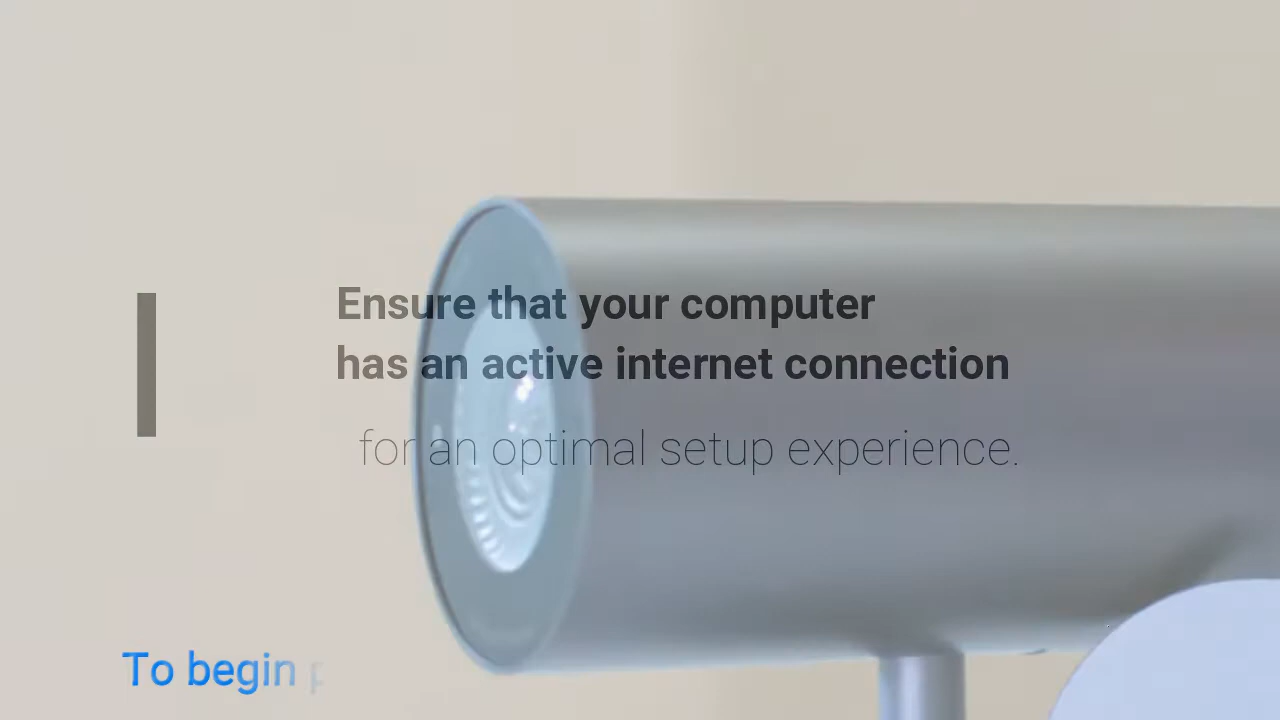 Ensure that your computer
has an active internet connection
for an optimal setup experience.
To begin